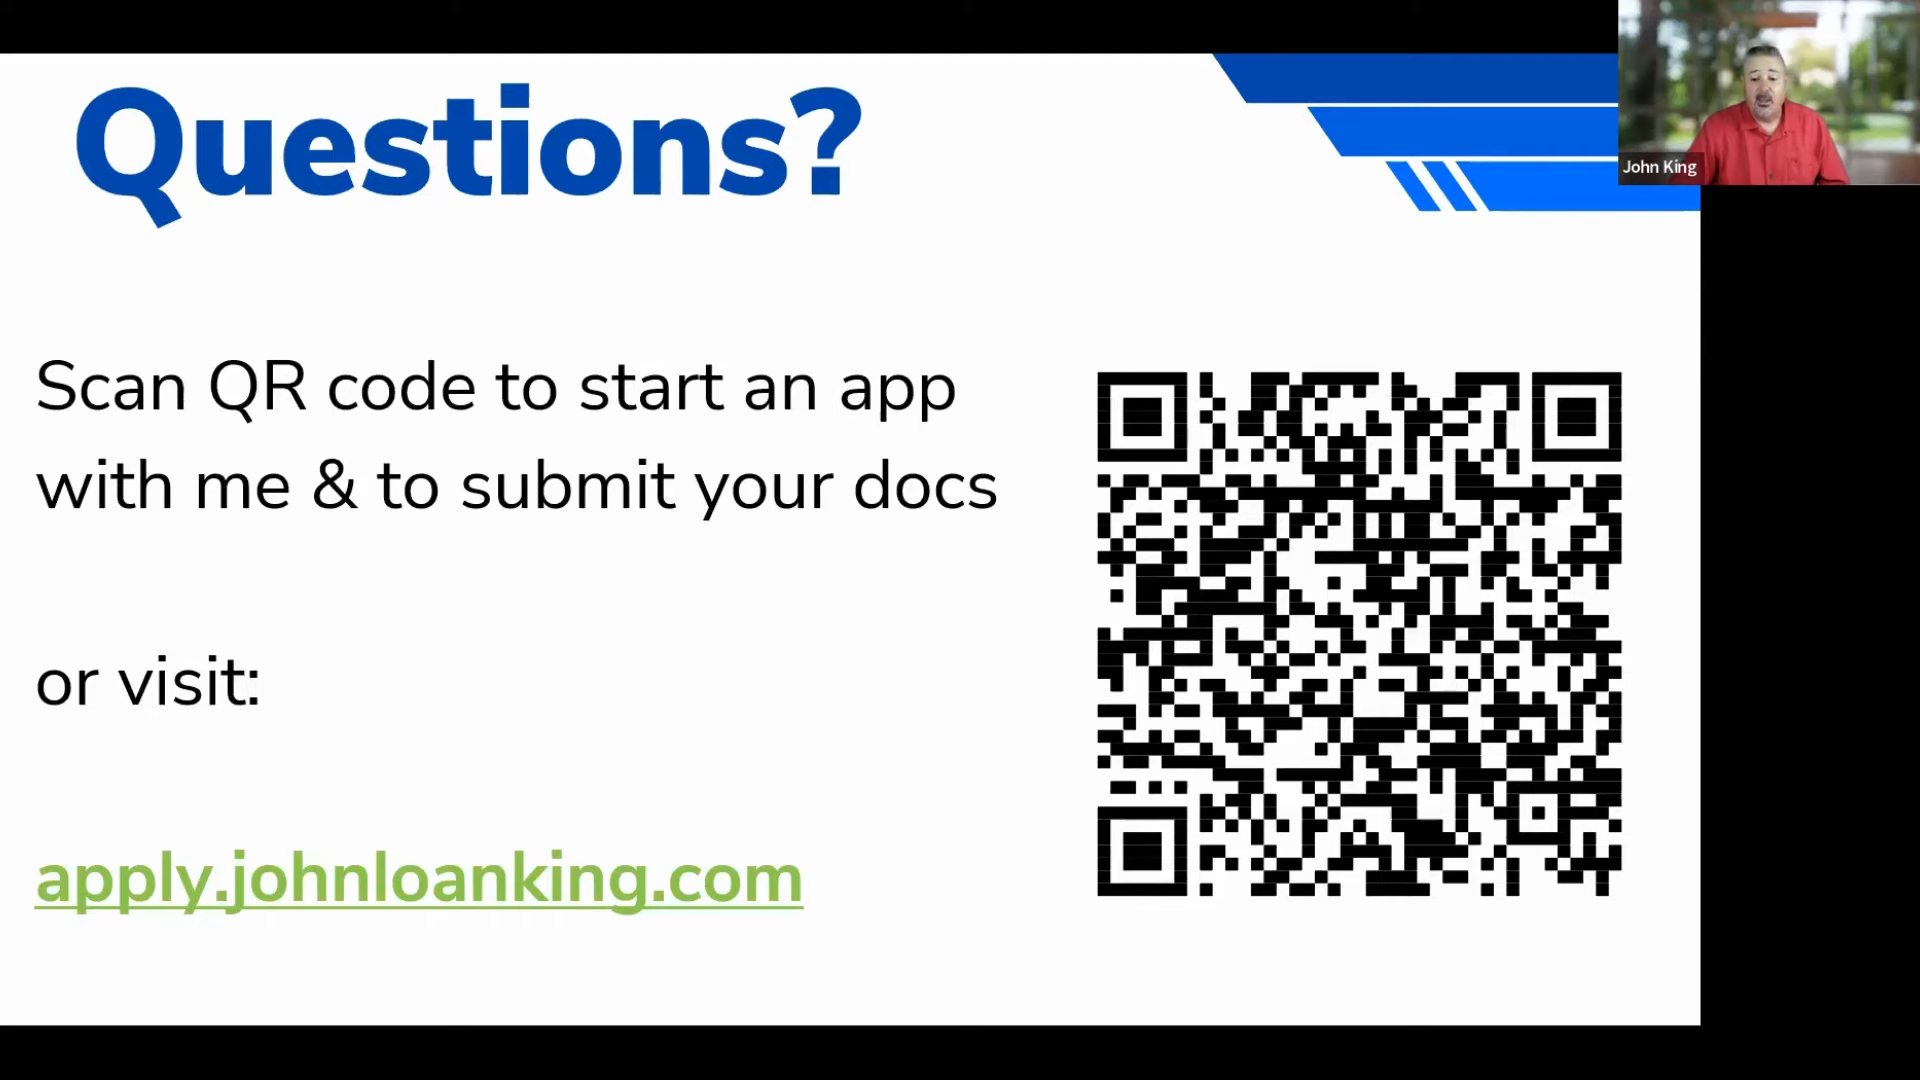 Questions?
John King
Scan QR code to start an app
with me & to submit your docs
or visit:
apply.johnloanking.com